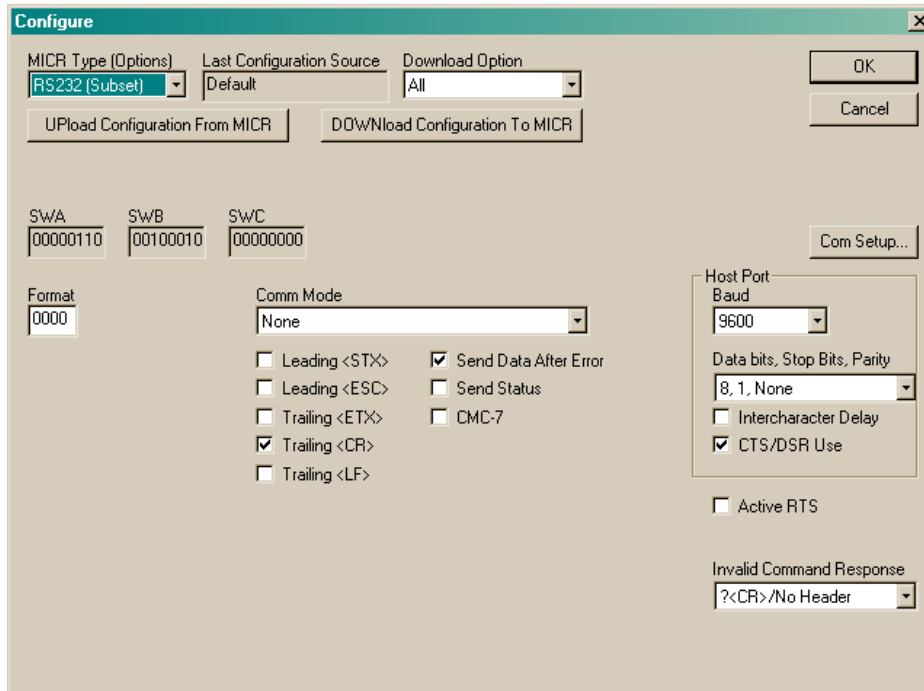 Configure
MICR Type (Options) Last Configuration Source Download Option
RS232 (Subset) Default All OK
UPload Configuration From MICR DOWNload Configuration To MICR Cancel
SWA SWB SWC
00000110 00100010 00000000 Com Setup...
Host Port
Format Comm Mode Baud
0000 None 9600
Leading <STX> Send Data After Error Data bits, Stop Bits, Parity
Leading <ESC> Send Status 8, 1, None
Trailing <ETX> CMC-7 Intercharacter Delay
Trailing <CR> CTS/DSR Use
Trailing <LF>
Active RTS
Invalid Command Response
?<CR>/No Header